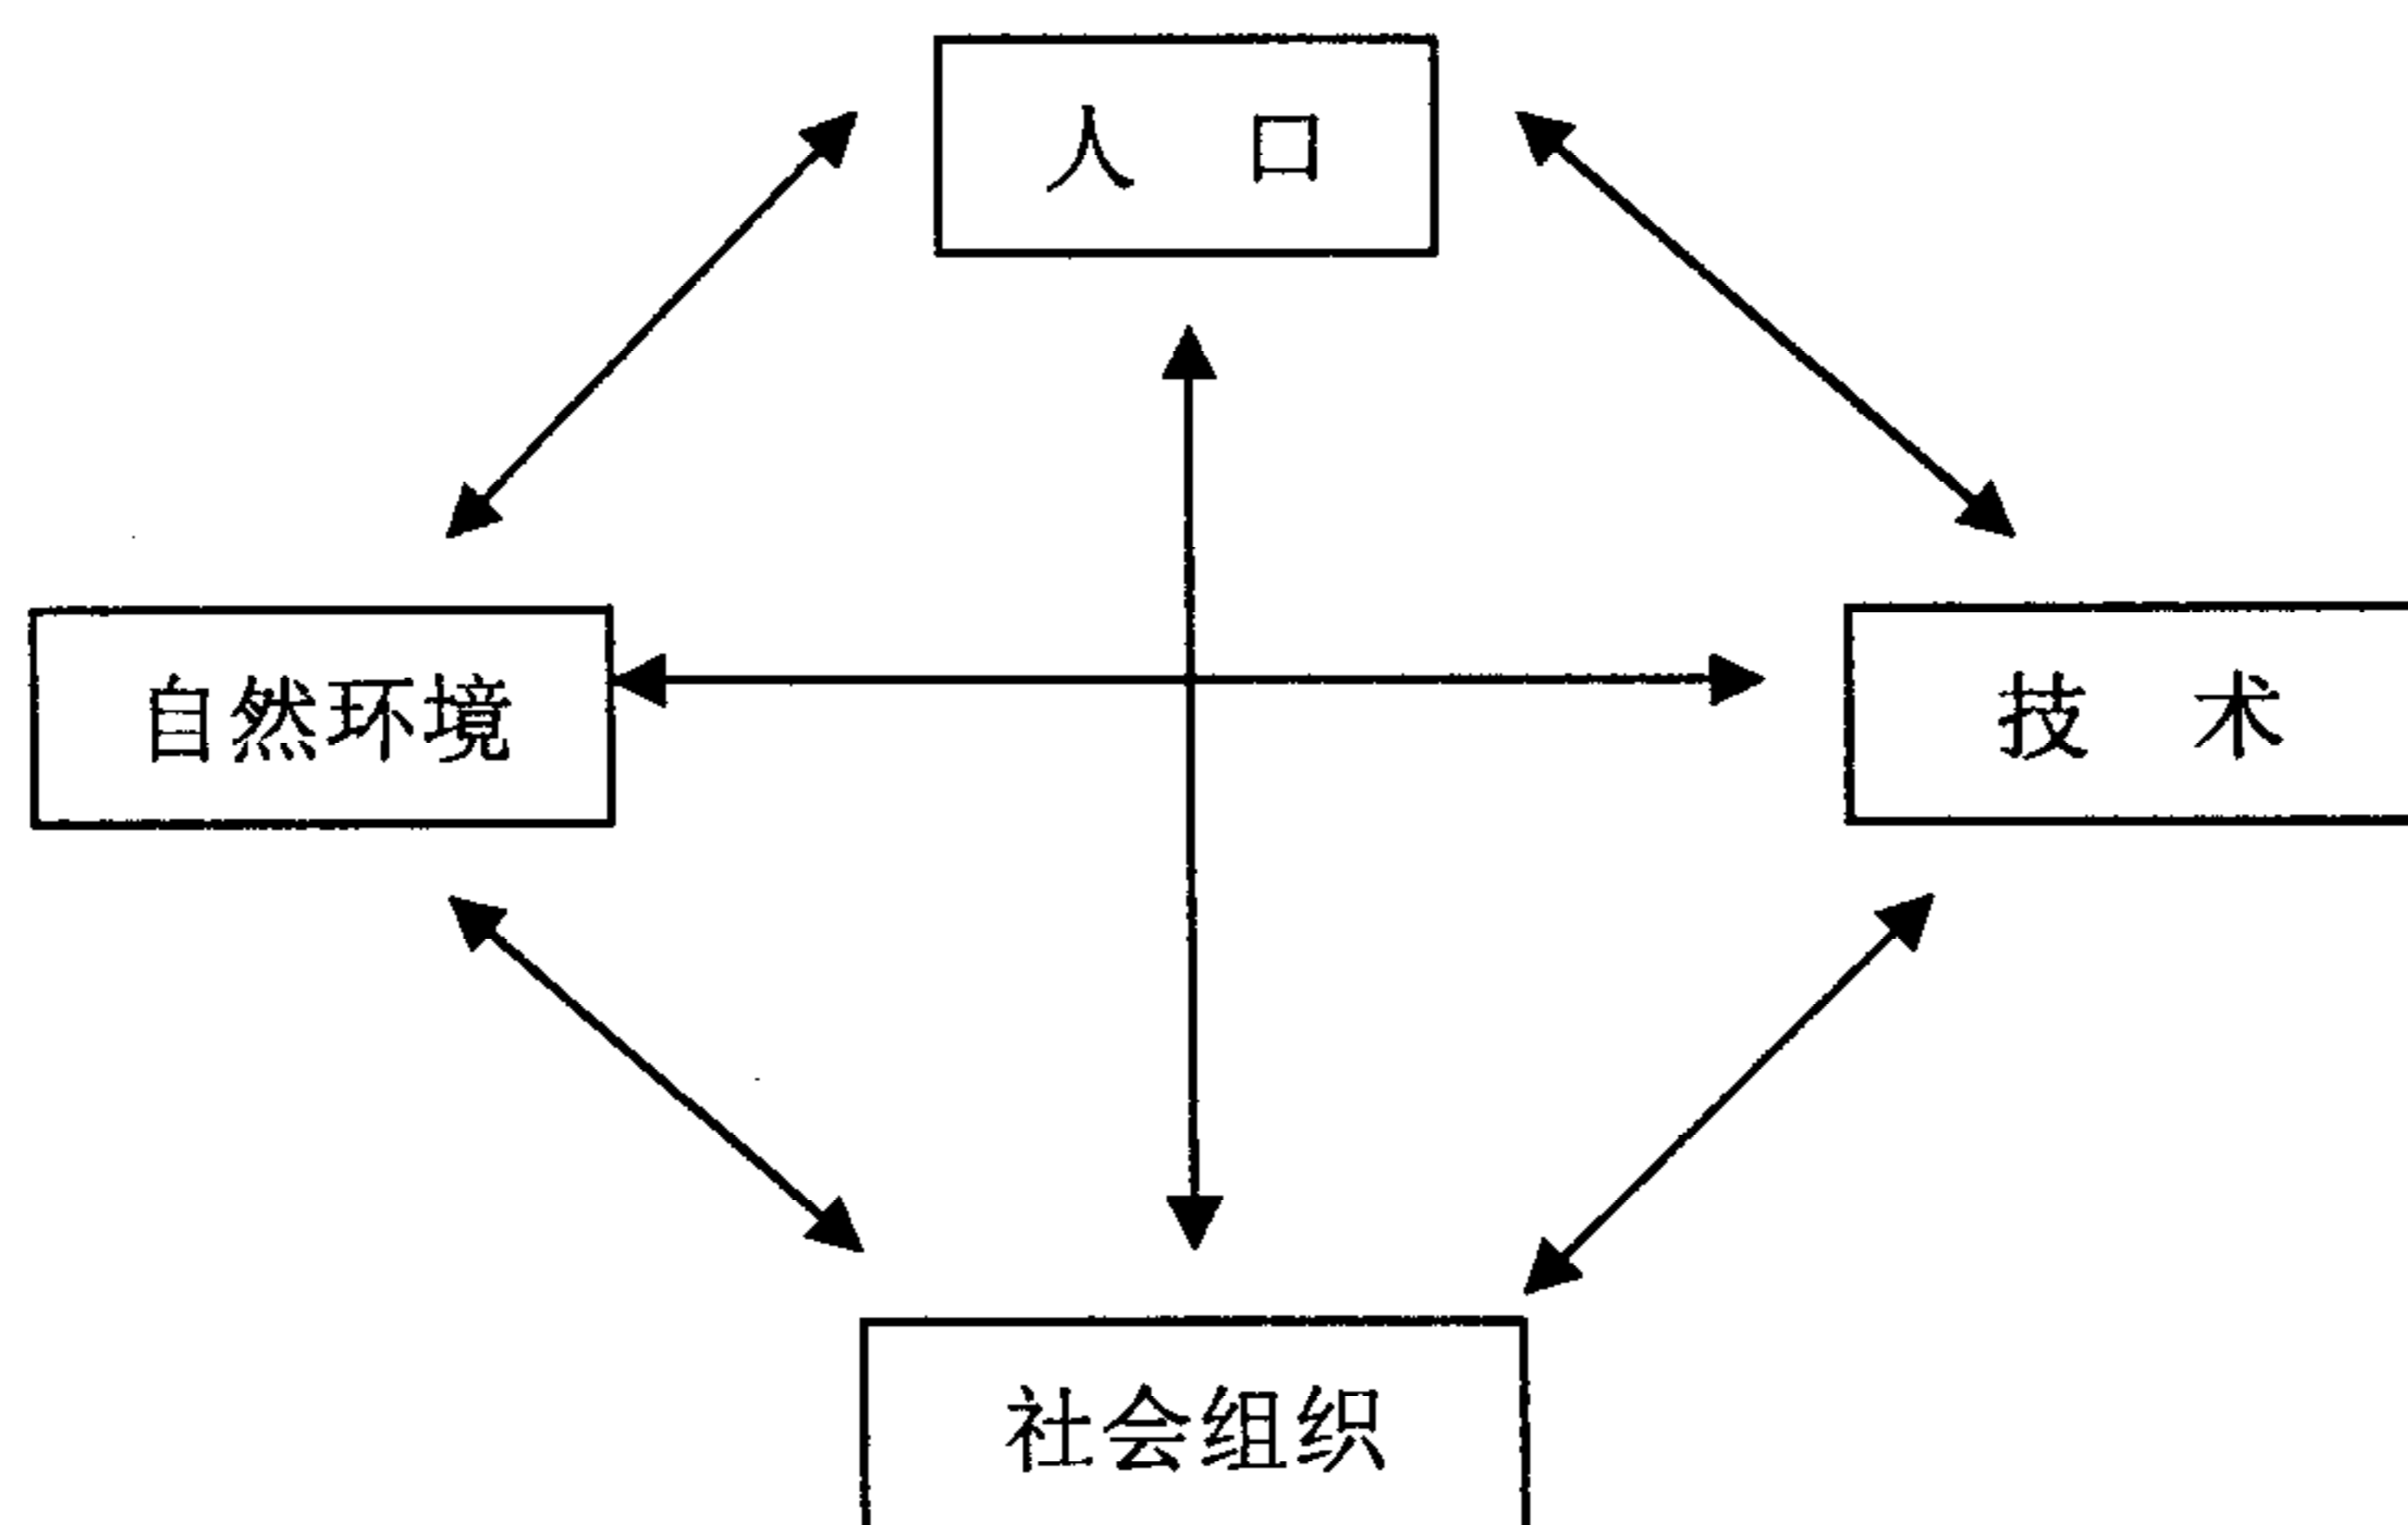 人 口
自然环境
技 术
社会组织